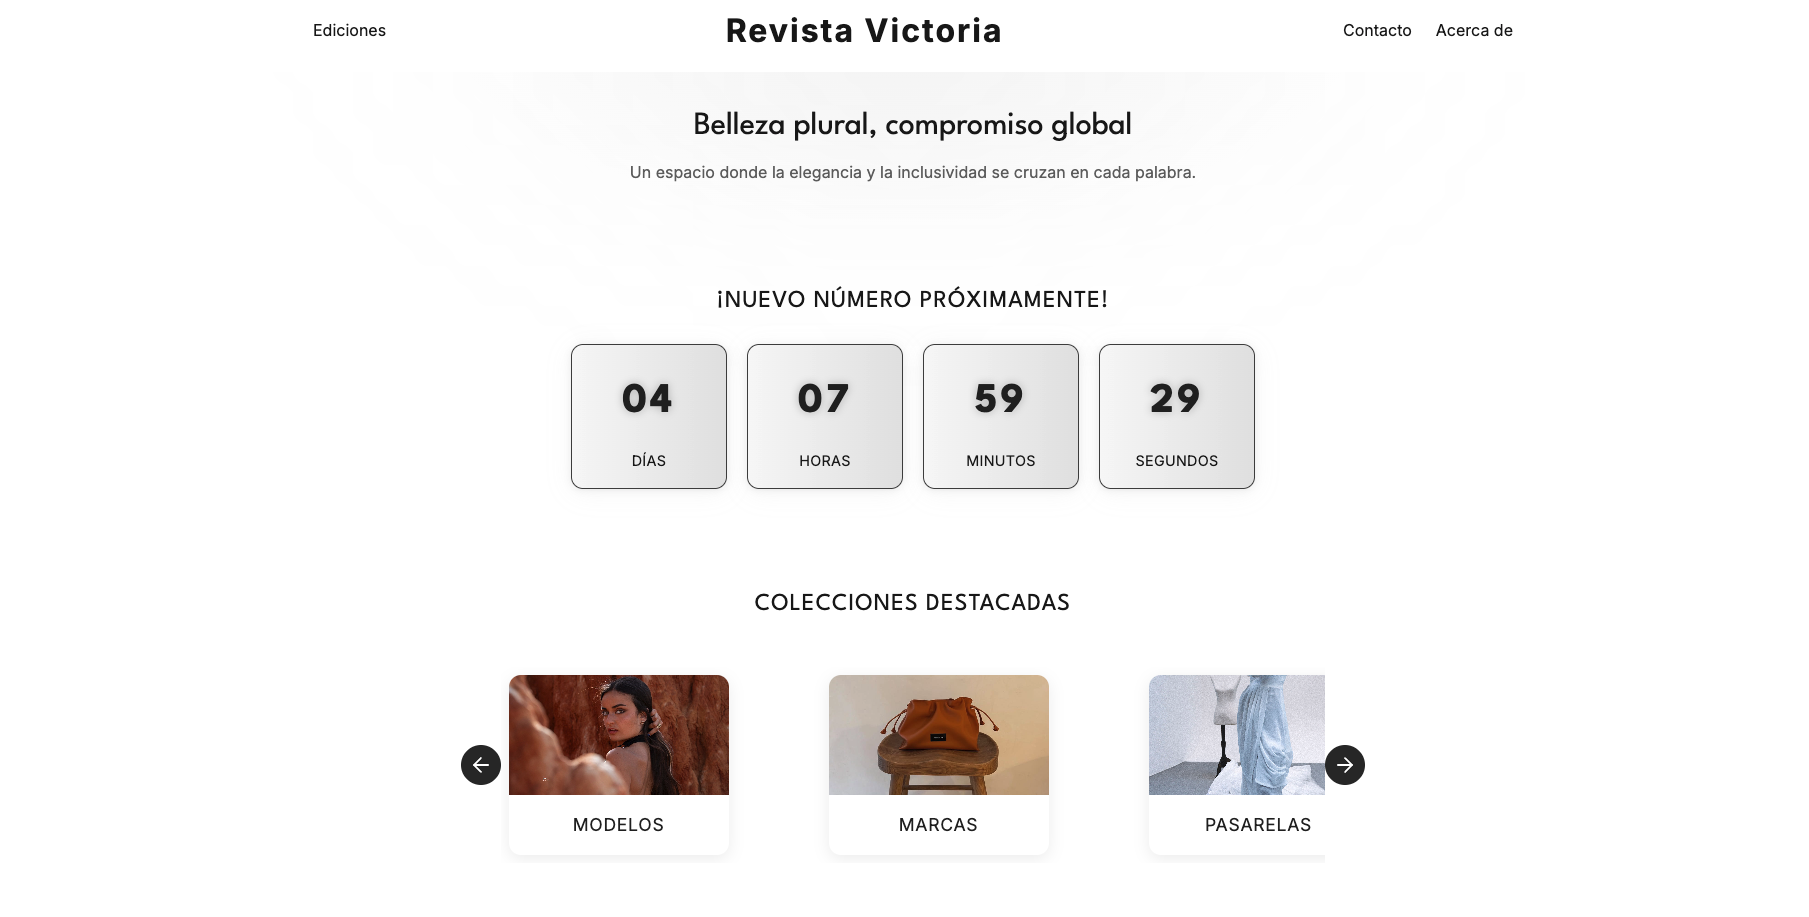 Ediciones
Revista Victoria
Contacto
Acerca de
Belleza plural, compromiso global
Un espacio donde la elegancia y la inclusividad se cruzan en cada palabra.
¡NUEVO NÚMERO PRÓXIMAMENTE!
04
DÍAS
07
HORAS
59
MINUTOS
29
SEGUNDOS
COLECCIONES DESTACADAS
MODELOS
MARCAS
PASARELAS